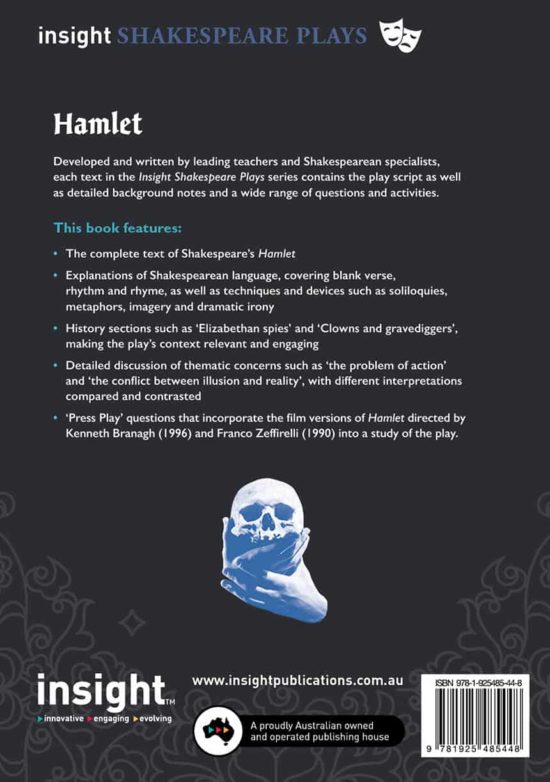 insight SHAKESPEARE PLAYS
Hamlet
Developed and written by leading teachers and Shakespearean specialists,
each text in the Insight Shakespeare Plays series contains the play script as well
as detailed background notes and a wide range of questions and activities.
This book features:
• The complete text of Shakespeare's Hamlet
• Explanations of Shakespearean language, covering blank verse,
rhythm and rhyme, as well as techniques and devices such as soliloquies,
metaphors, imagery and dramatic irony
• History sections such as 'Elizabethan spies' and 'Clowns and gravediggers',
making the play's context relevant and engaging
• Detailed discussion of thematic concerns such as 'the problem of action'
and 'the conflict between illusion and reality', with different interpretations
compared and contrasted
• 'Press Play' questions that incorporate the film versions of Hamlet directed by
Kenneth Branagh (1996) and Franco Zeffirelli (1990) into a study of the play.
insight™
innovative engaging evolving
www.insightpublications.com.au
A proudly Australian owned
and operated publishing house
ISBN 978-1-925485-44-8
9 781925 485448